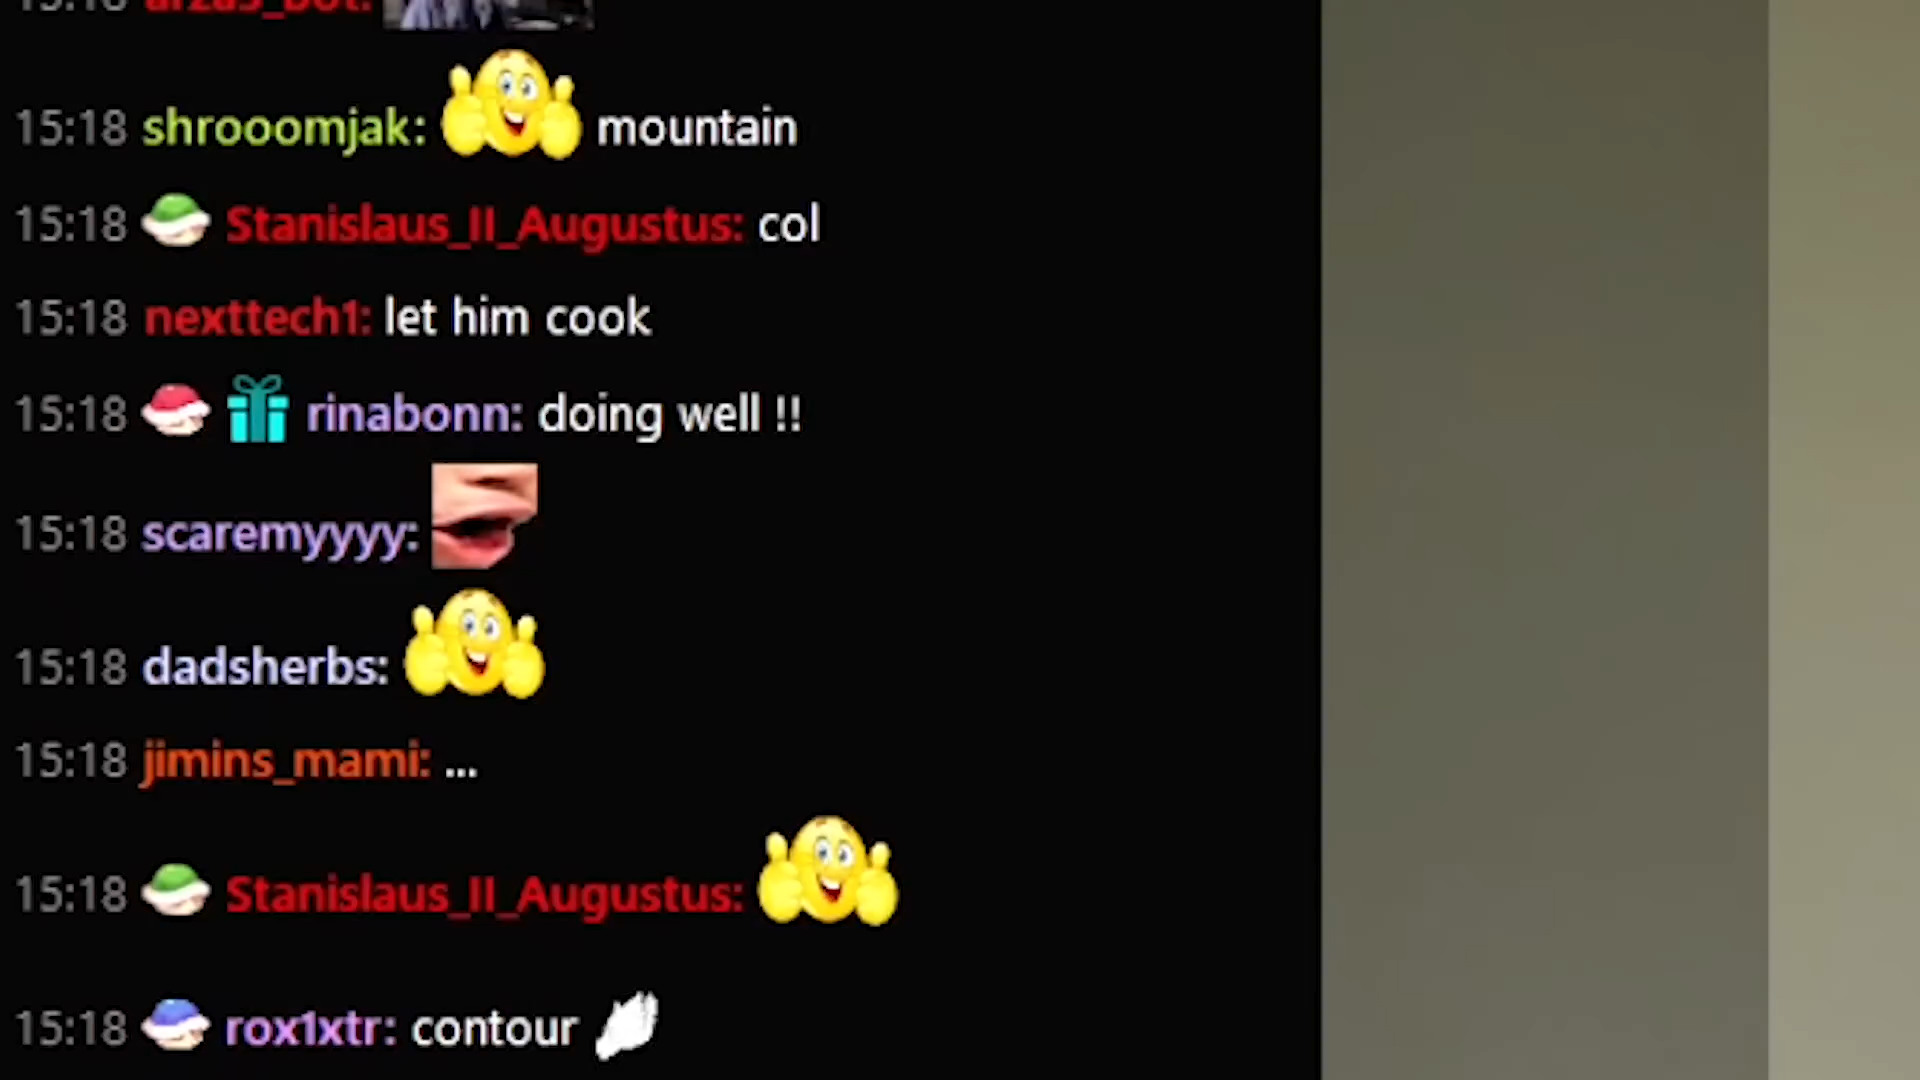 shrooomjak: mountain
15:18
15:18 Stanislaus_II_Augustus: col
15:18 nexttech1: let him cook
15:18 rinabonn: doing well !!
15:18 scaremyyyy:
15:18 dadsherbs:
15:18 jimins_mami: ...
15:18 Stanislaus_II_Augustus:
15:18 rox1xtr: contour